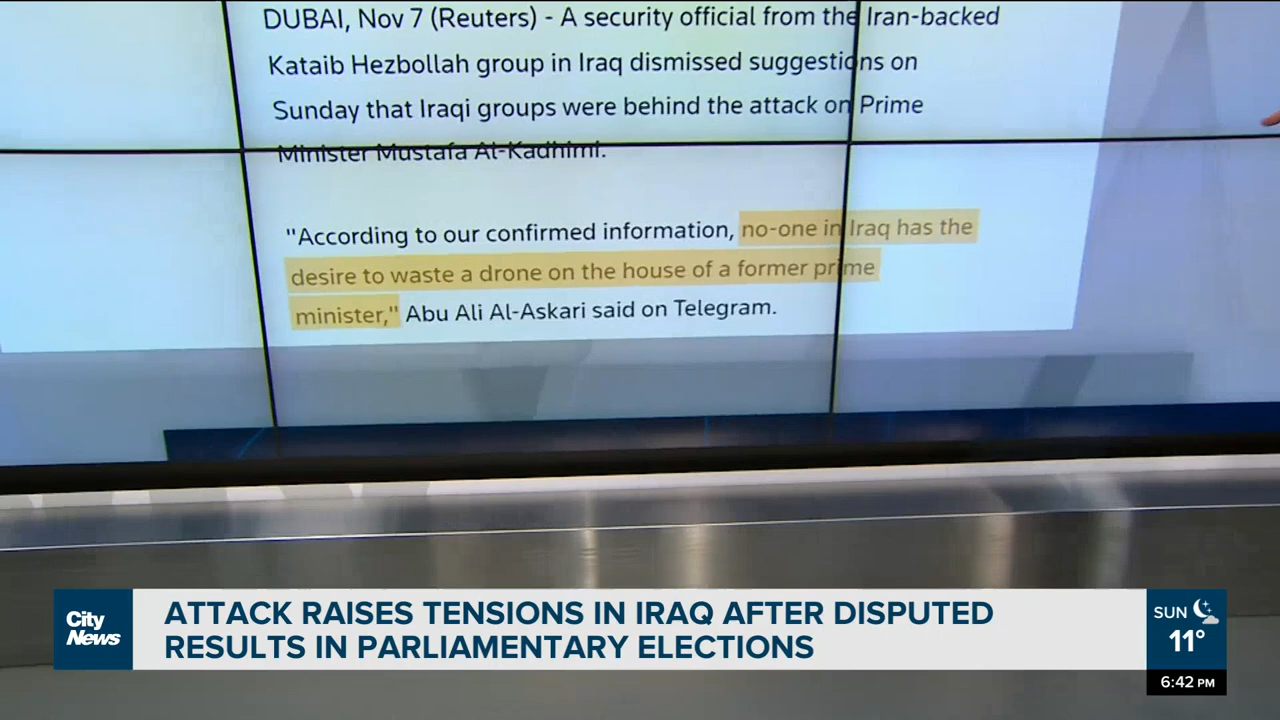 DUBAI, Nov 7 (Reuters) - A security official from the Iran-backed
Kataib Hezbollah group in Iraq dismissed suggestions on
Sunday that Iraqi groups were behind the attack on Prime
Minister Mustafa Al-Kadhimi.
"According to our confirmed information, no-one in Iraq has the
desire to waste a drone on the house of a former prime
minister," Abu Ali Al-Askari said on Telegram.
City
News
ATTACK RAISES TENSIONS IN IRAQ AFTER DISPUTED
RESULTS IN PARLIAMENTARY ELECTIONS
SUN
11°
6:42 PM